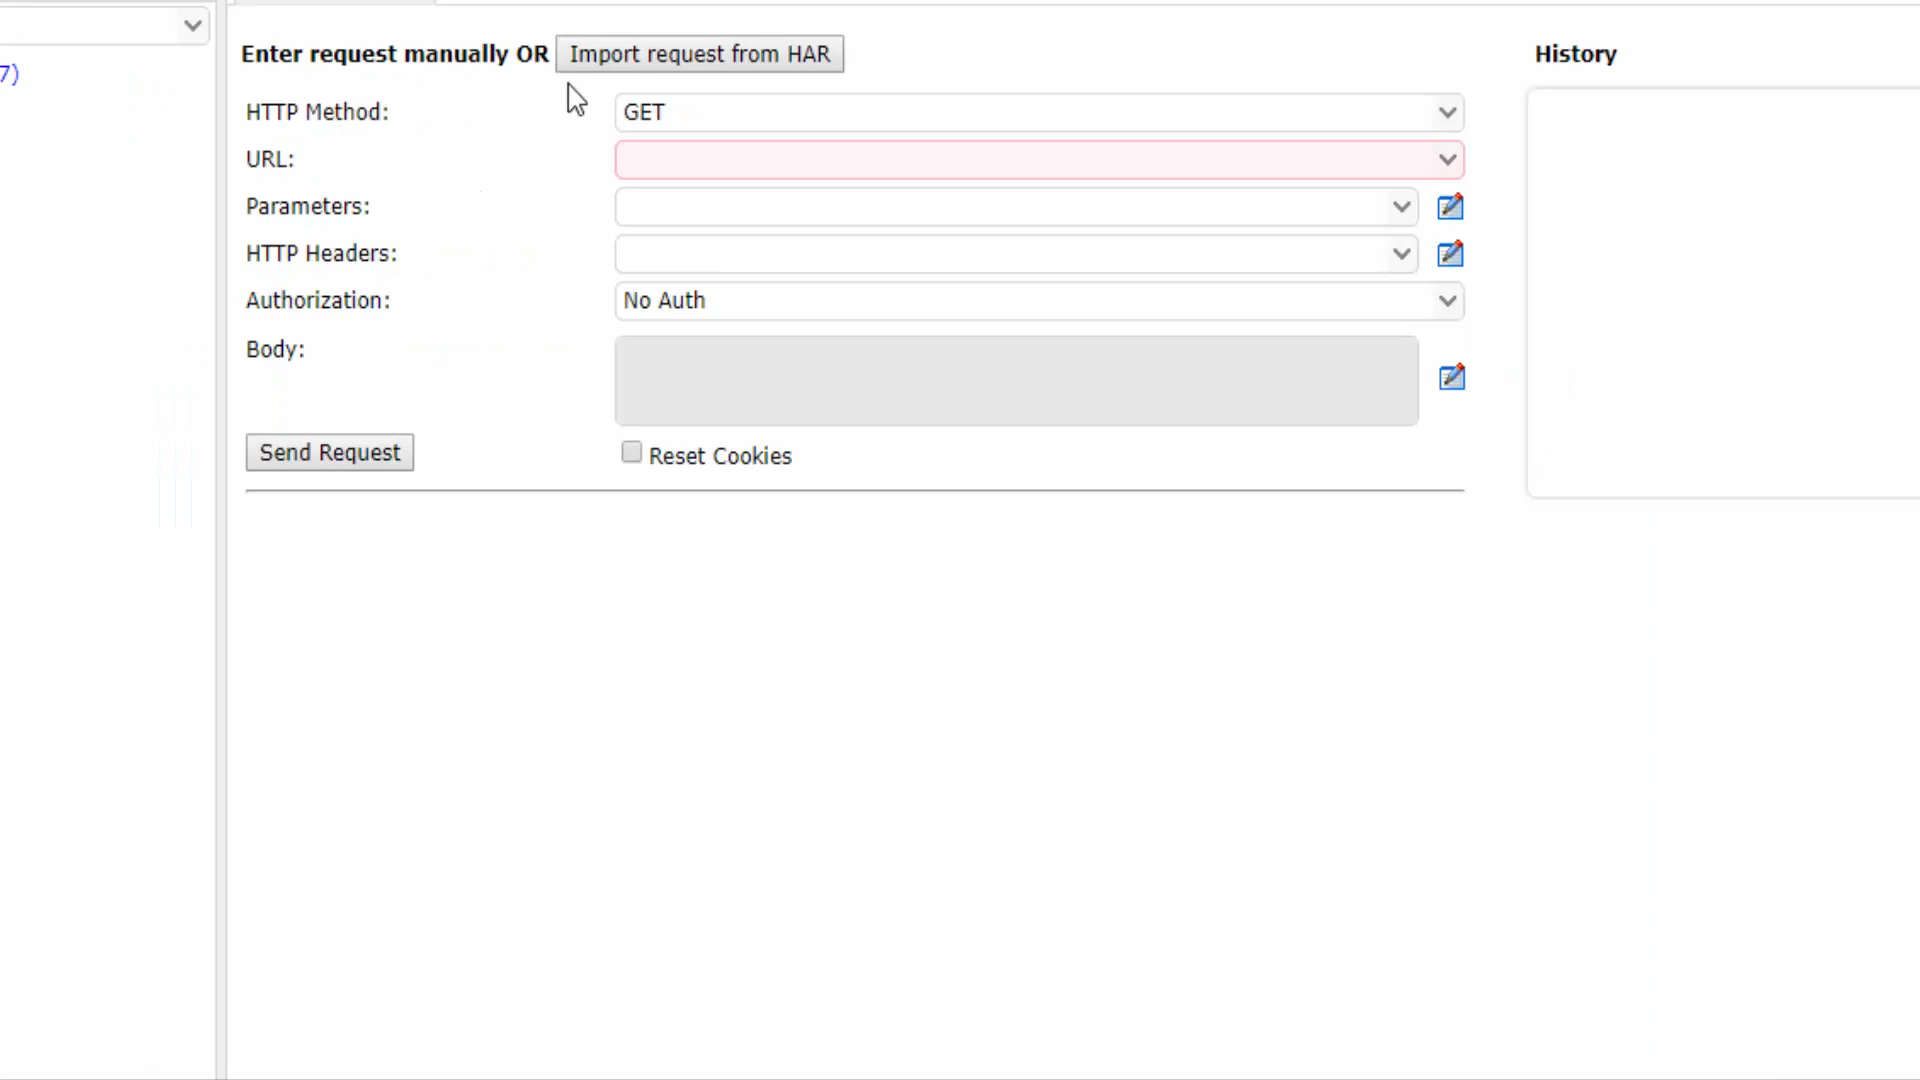 7)
Enter request manually OR Import request from HAR
History
HTTP Method: GET
URL:
Parameters:
HTTP Headers:
Authorization: No Auth
Body:
Send Request Reset Cookies